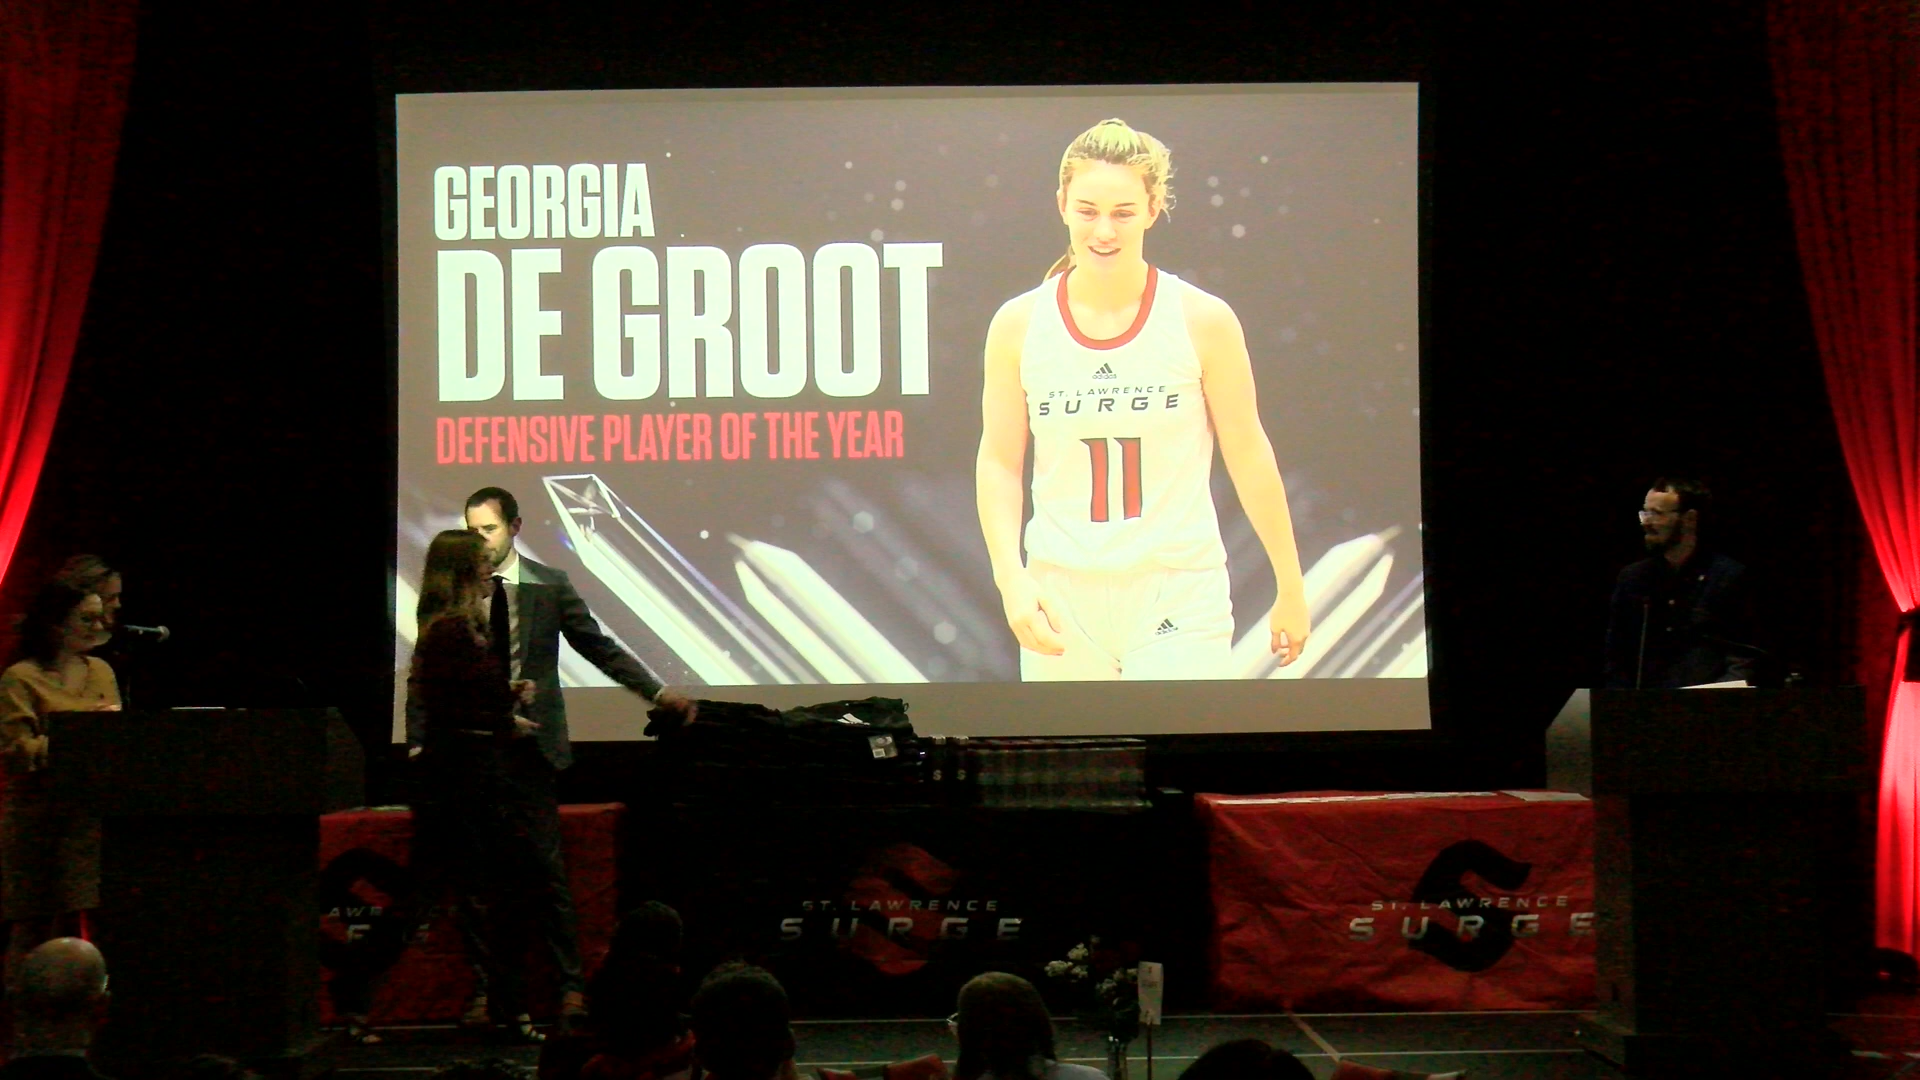 GEORGIA
DE GROOT
DEFENSIVE PLAYER OF THE YEAR
adidas
ST. LAWRENCE
SURGE
11
ST. LAWRENCE
SURGE
ST. LAWRENCE
SURGE